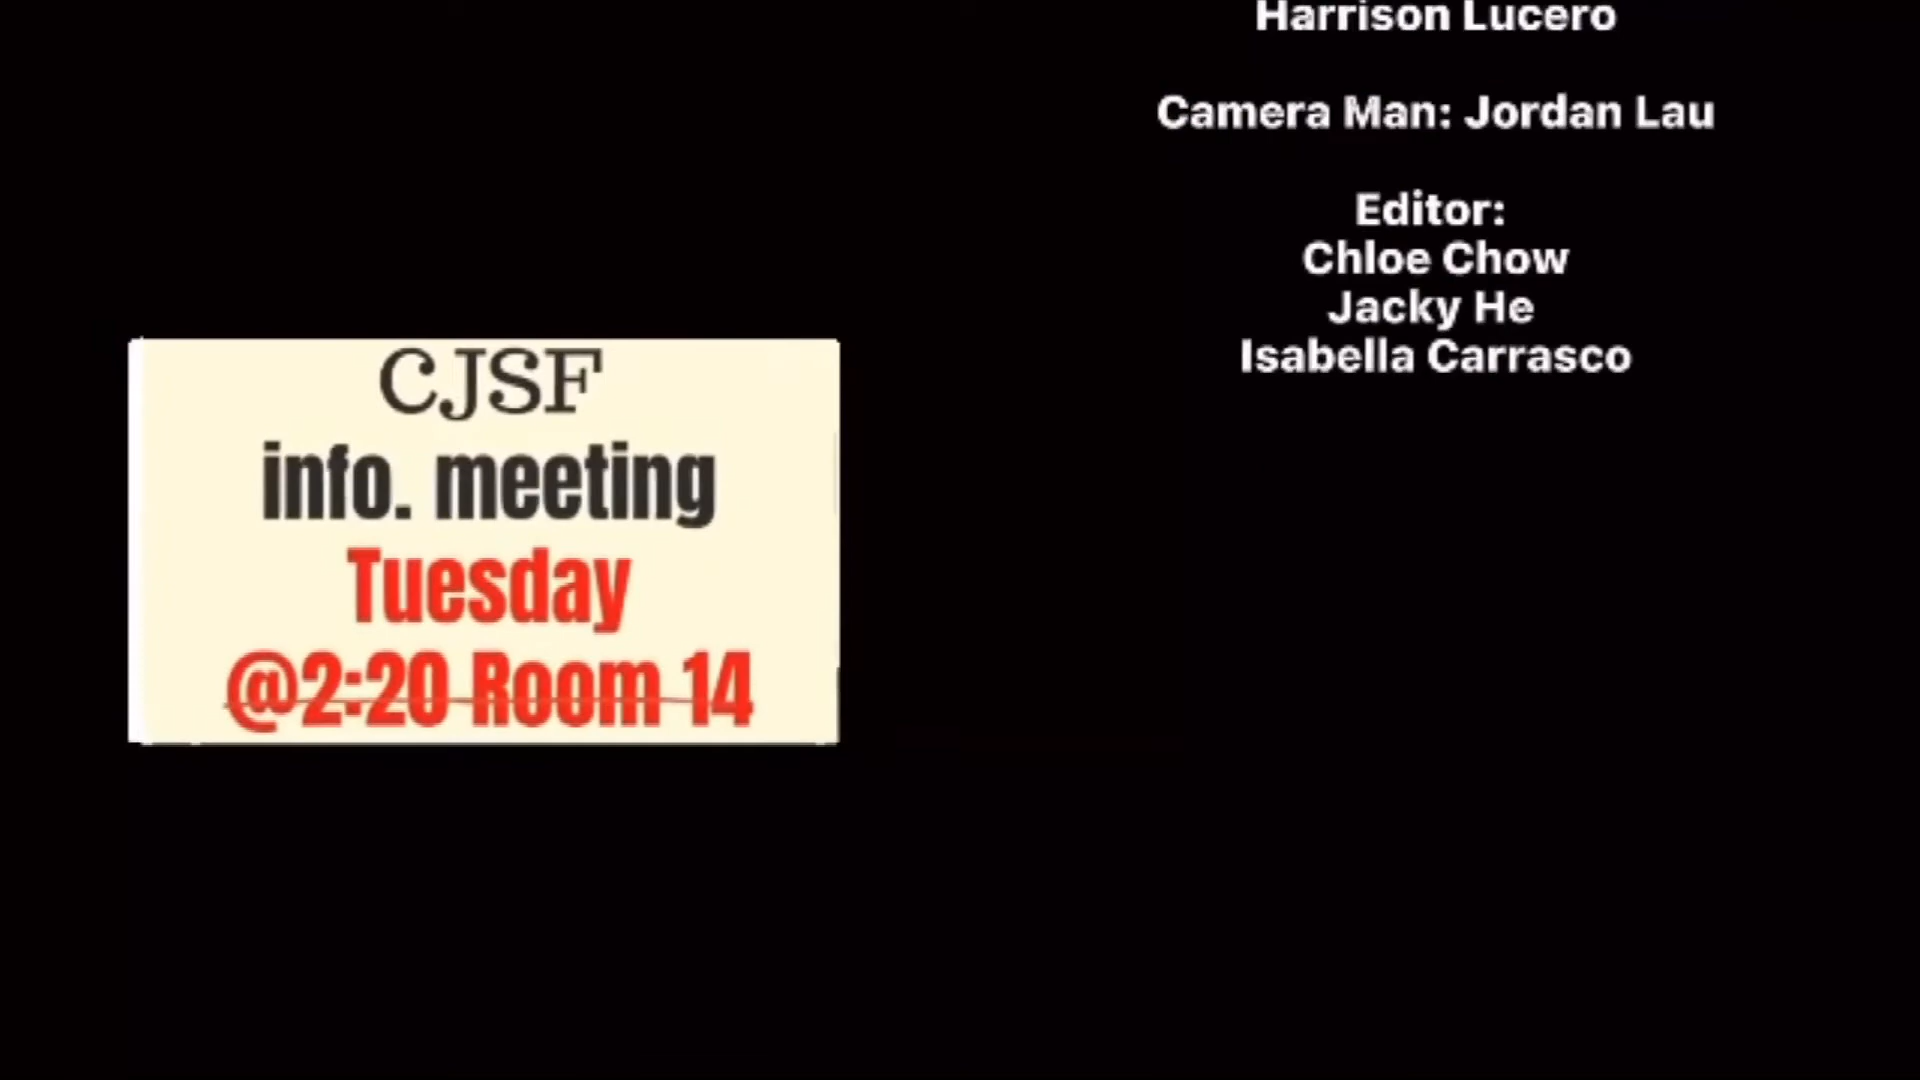 Harrison Lucero
Camera Man: Jordan Lau
Editor:
Chloe Chow
Jacky He
Isabella Carrasco
CJSF
info. meeting
Tuesday
@2:20 Room 14